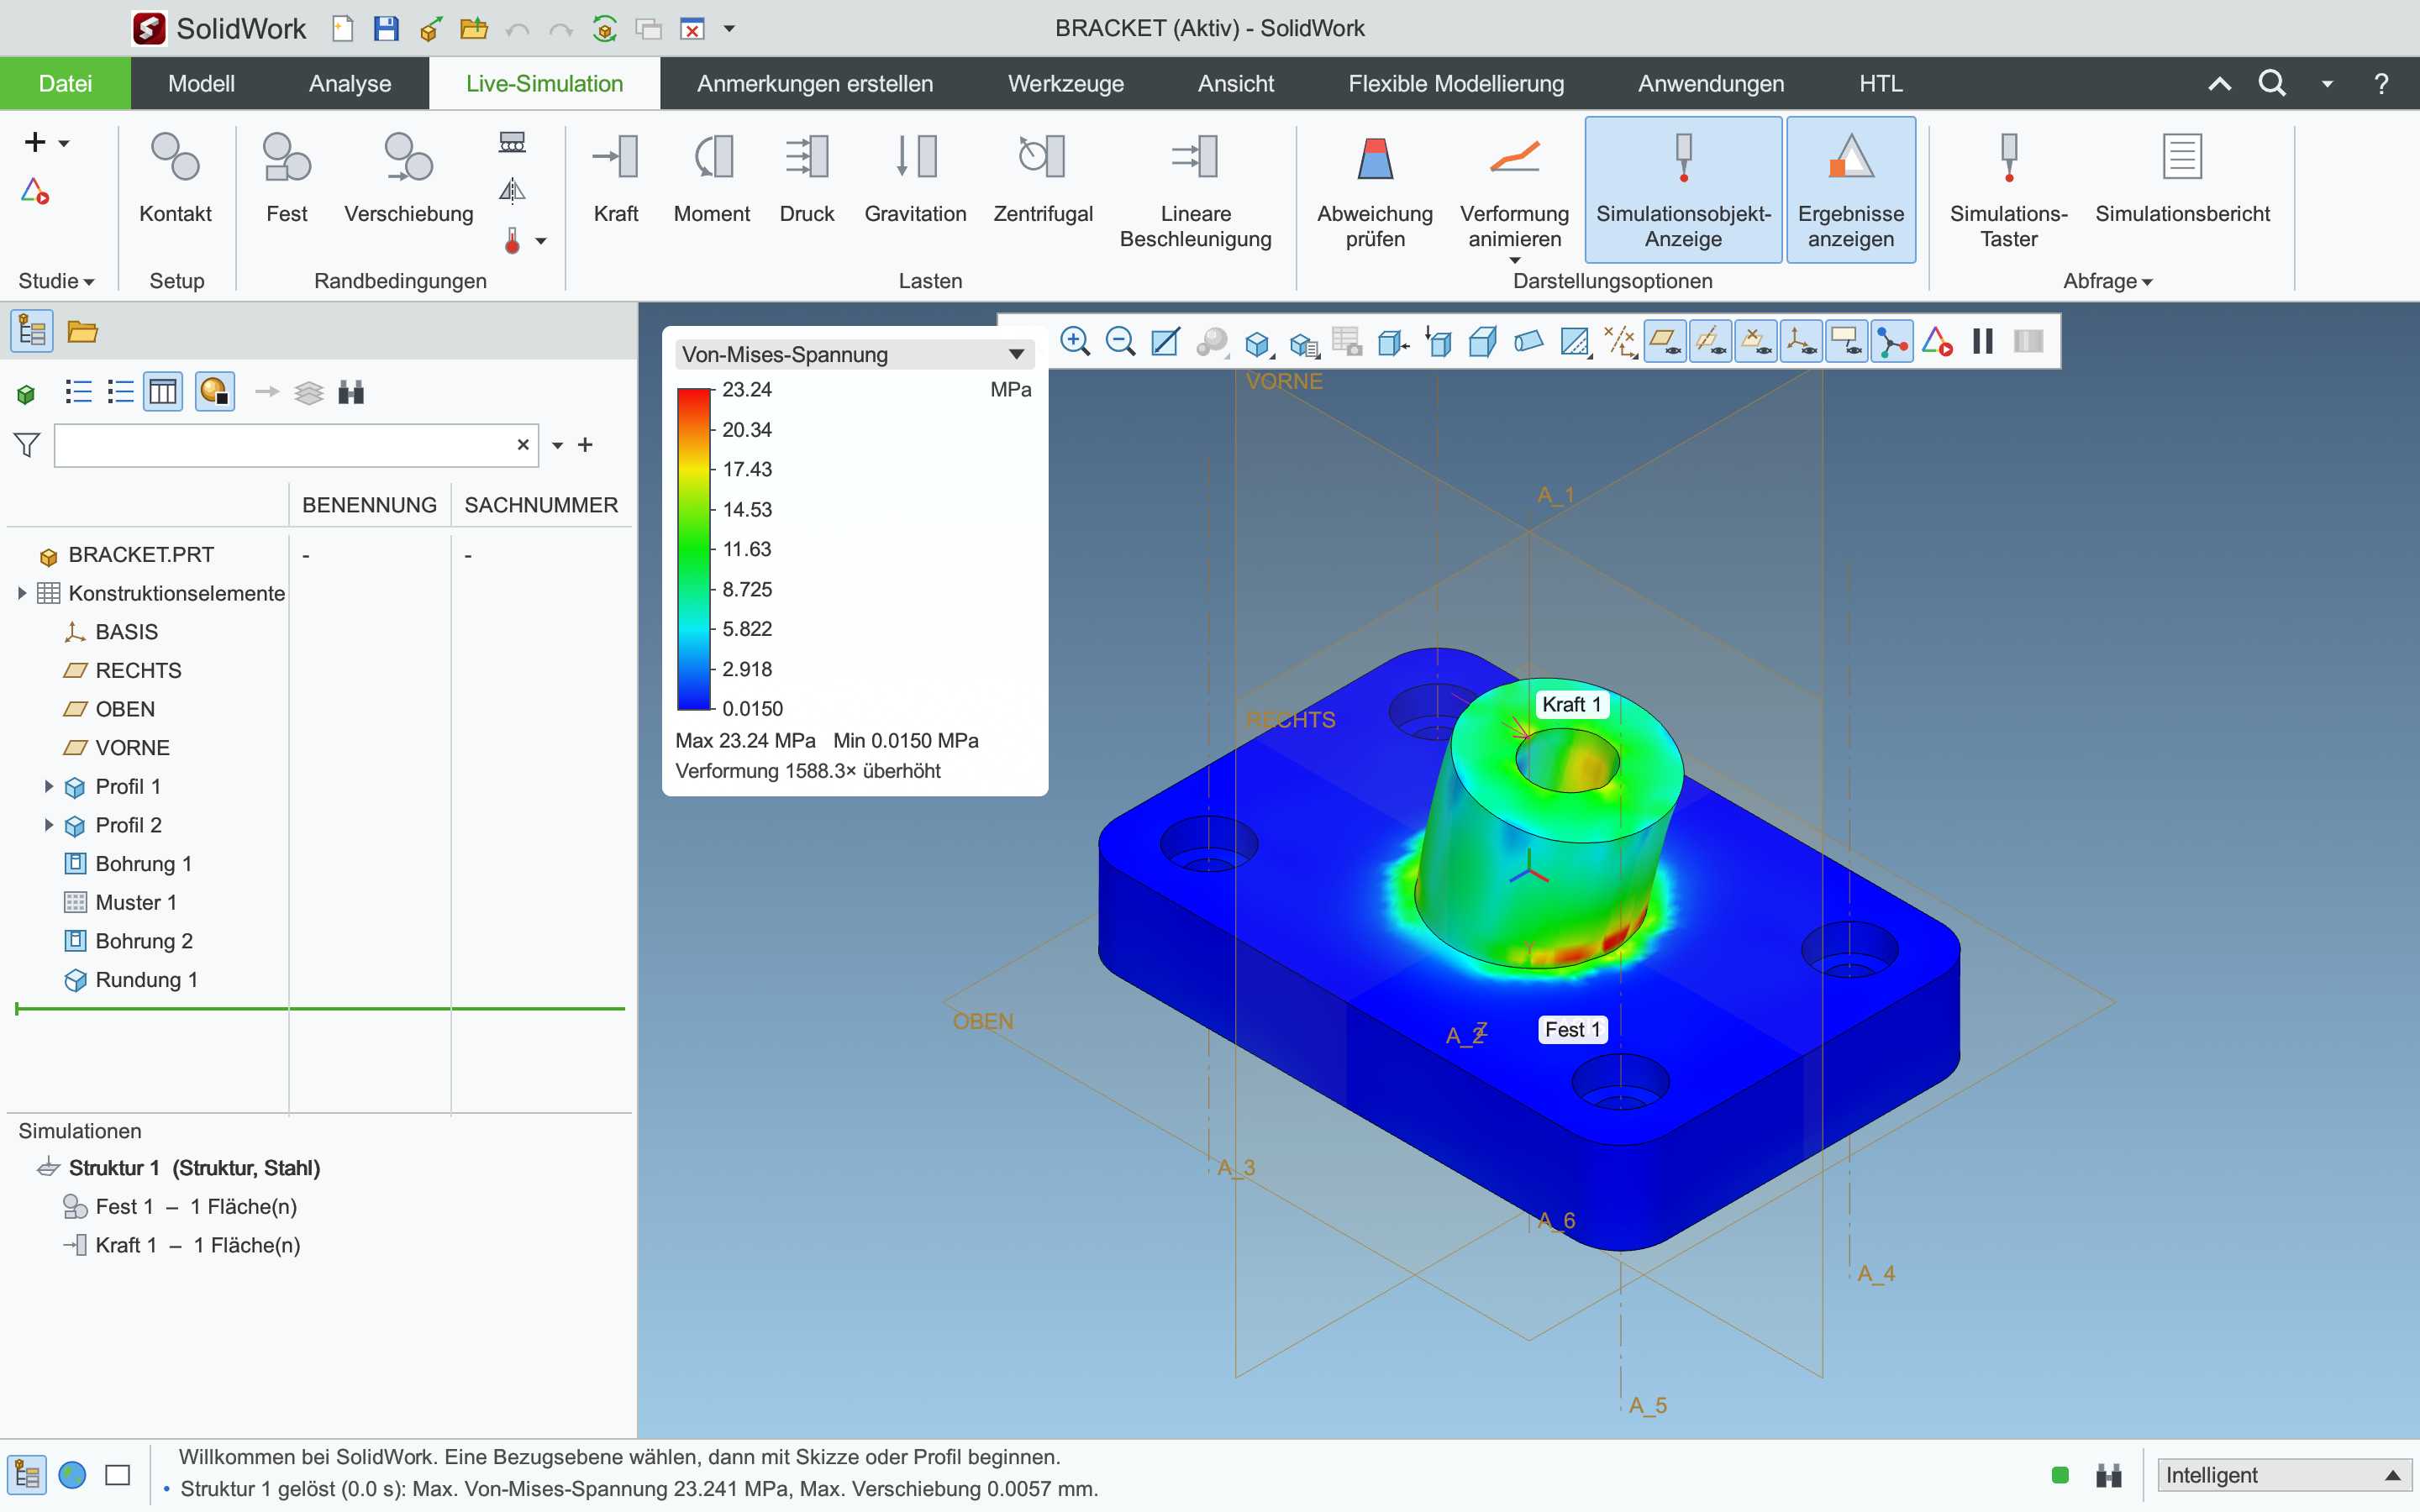 SolidWork
BRACKET (Aktiv) - SolidWork
Datei Modell Analyse Live-Simulation Anmerkungen erstellen Werkzeuge Ansicht Flexible Modellierung Anwendungen HTL ?
Kontakt Fest Verschiebung Kraft Moment Druck Gravitation Zentrifugal Lineare Beschleunigung Abweichung prüfen Verformung animieren Simulationsobjekt-Anzeige Ergebnisse anzeigen Simulations-Taster Simulationsbericht
Studie Setup Randbedingungen Lasten Darstellungsoptionen Abfrage
BENENNUNG SACHNUMMER
BRACKET.PRT - -
Konstruktionselemente
BASIS
RECHTS
OBEN
VORNE
Profil 1
Profil 2
Bohrung 1
Muster 1
Bohrung 2
Rundung 1
Simulationen
Struktur 1 (Struktur, Stahl)
Fest 1 – 1 Fläche(n)
Kraft 1 – 1 Fläche(n)
Von-Mises-Spannung
23.24 MPa
20.34
17.43
14.53
11.63
8.725
5.822
2.918
0.0150
Max 23.24 MPa Min 0.0150 MPa
Verformung 1588.3× überhöht
VORNE
A_1
Kraft 1
RECHTS
Y
OBEN
A_2
Z
Fest 1
A_3
A_6
A_4
A_5
Willkommen bei SolidWork. Eine Bezugsebene wählen, dann mit Skizze oder Profil beginnen.
• Struktur 1 gelöst (0.0 s): Max. Von-Mises-Spannung 23.241 MPa, Max. Verschiebung 0.0057 mm.
Intelligent